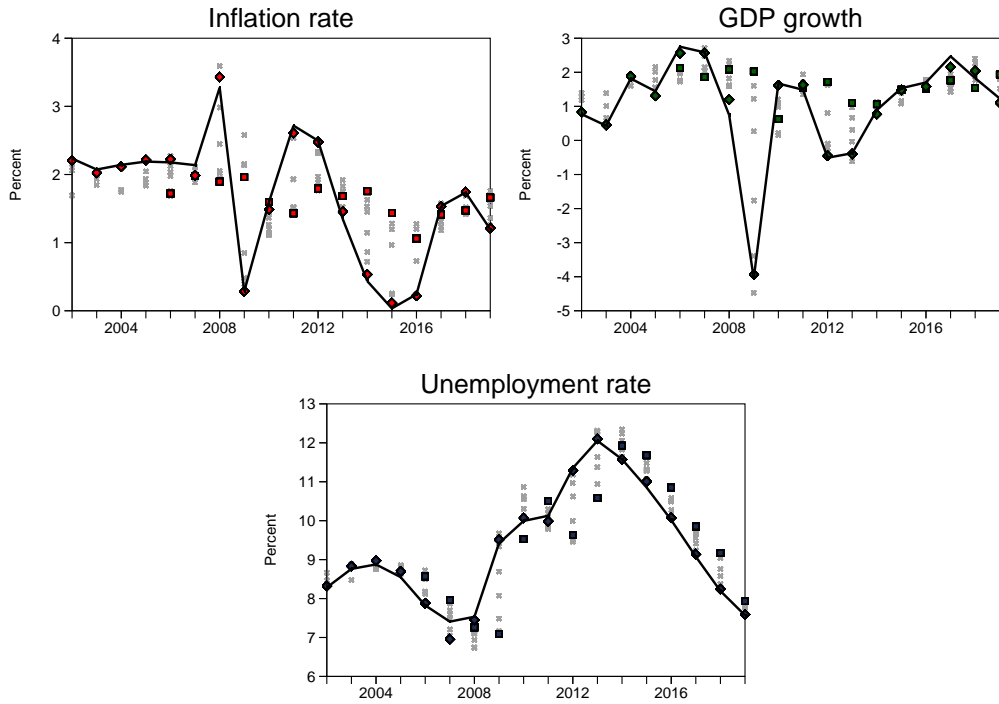 Inflation rate
4
3
2
1
0
Percent
2004 2008 2012 2016
GDP growth
3
2
1
0
-1
-2
-3
-4
-5
Percent
2004 2008 2012 2016
Unemployment rate
13
12
11
10
9
8
7
6
Percent
2004 2008 2012 2016